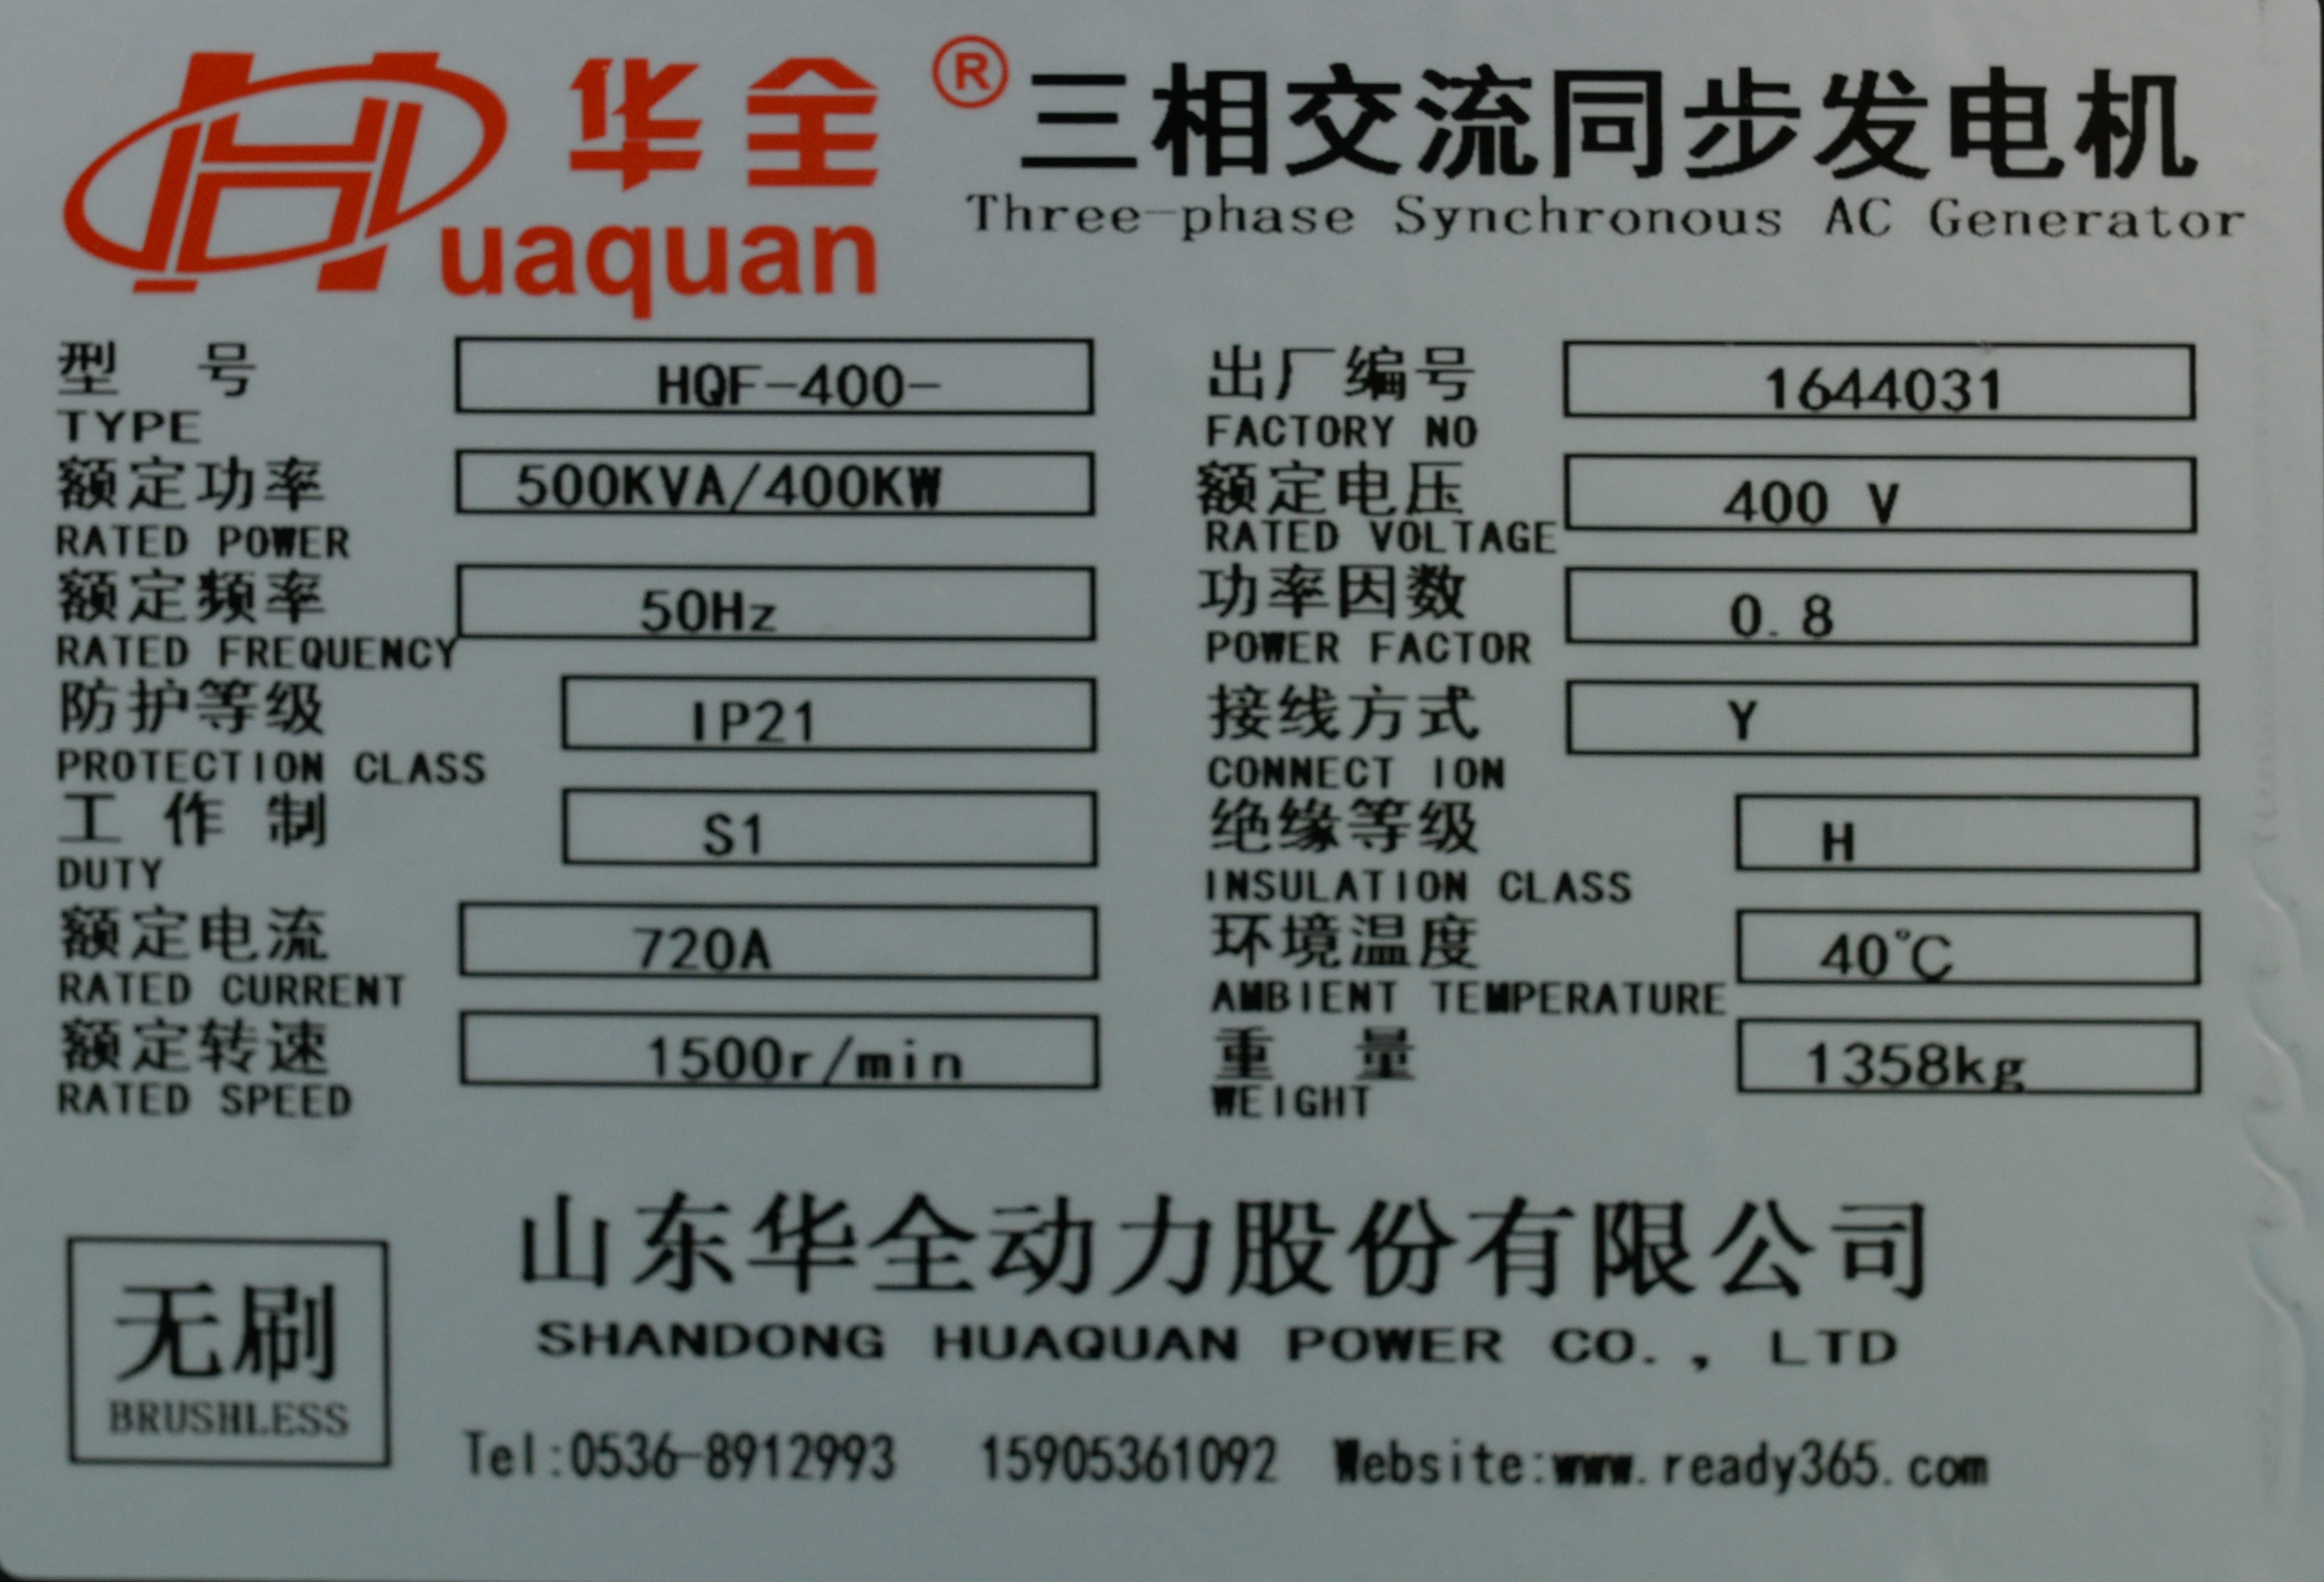 华全® 三相交流同步发电机
Huaquan Three-phase Synchronous AC Generator
型 号 HQF-400- 出厂编号 1644031
TYPE FACTORY NO
额定功率 500KVA/400KW 额定电压 400 V
RATED POWER RATED VOLTAGE
额定频率 50Hz 功率因数 0.8
RATED FREQUENCY POWER FACTOR
防护等级 IP21 接线方式 Y
PROTECTION CLASS CONNECT ION
工 作 制 S1 绝缘等级 H
DUTY INSULATION CLASS
额定电流 720A 环境温度 40℃
RATED CURRENT AMBIENT TEMPERATURE
额定转速 1500r/min 重 量 1358kg
RATED SPEED WEIGHT
山东华全动力股份有限公司
SHANDONG HUAQUAN POWER CO., LTD
无刷
BRUSHLESS
Tel:0536-8912993 15905361092 Website:www.ready365.com